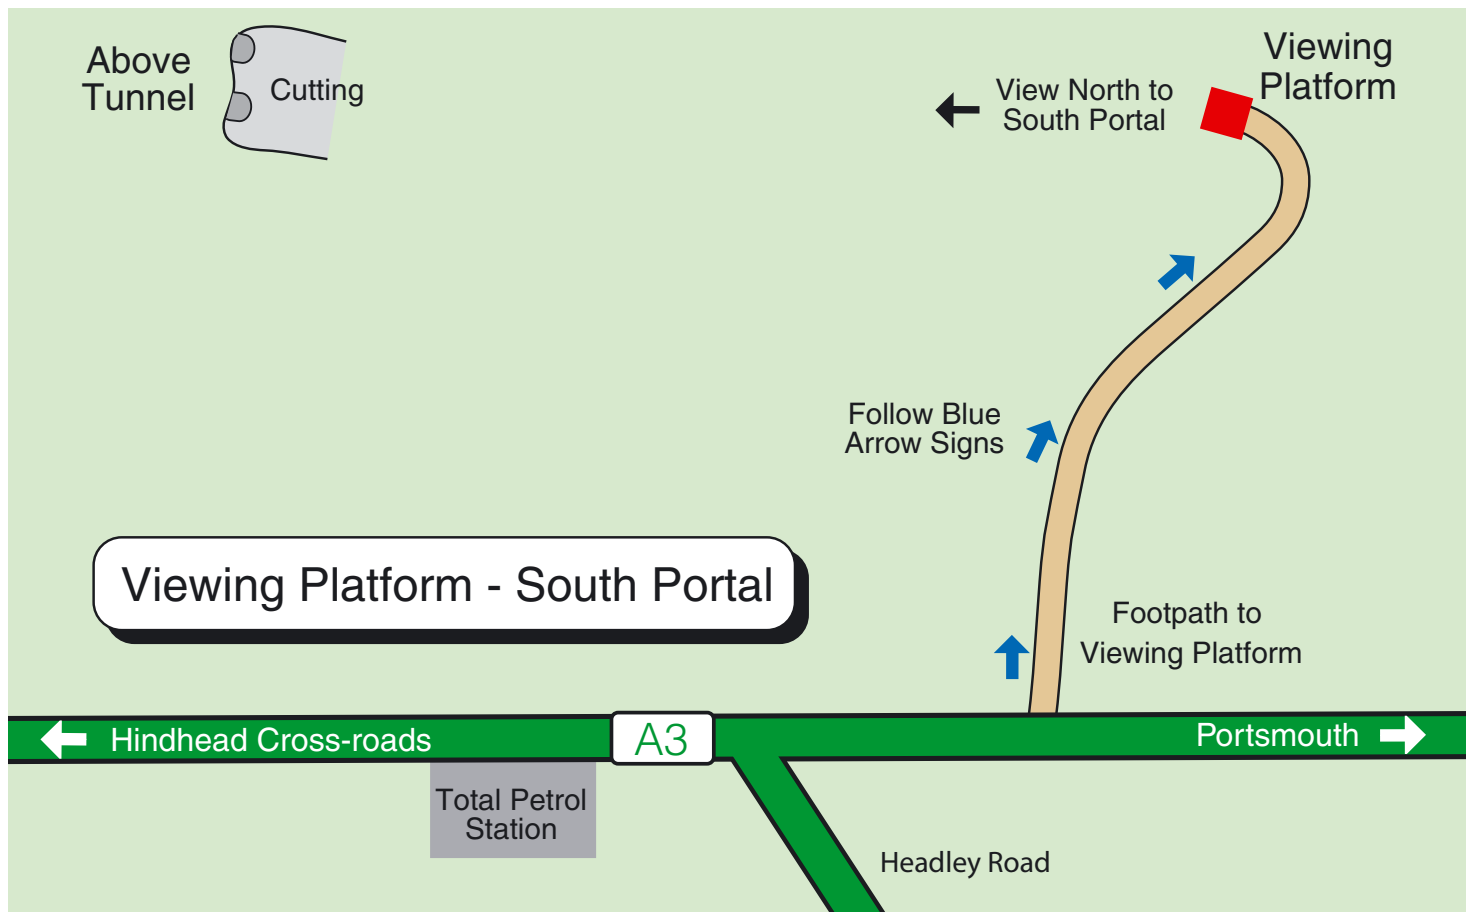 Above
Tunnel
Cutting
View North to
South Portal
Viewing
Platform
Follow Blue
Arrow Signs
Viewing Platform - South Portal
Footpath to
Viewing Platform
Hindhead Cross-roads
A3
Portsmouth
Total Petrol
Station
Headley Road